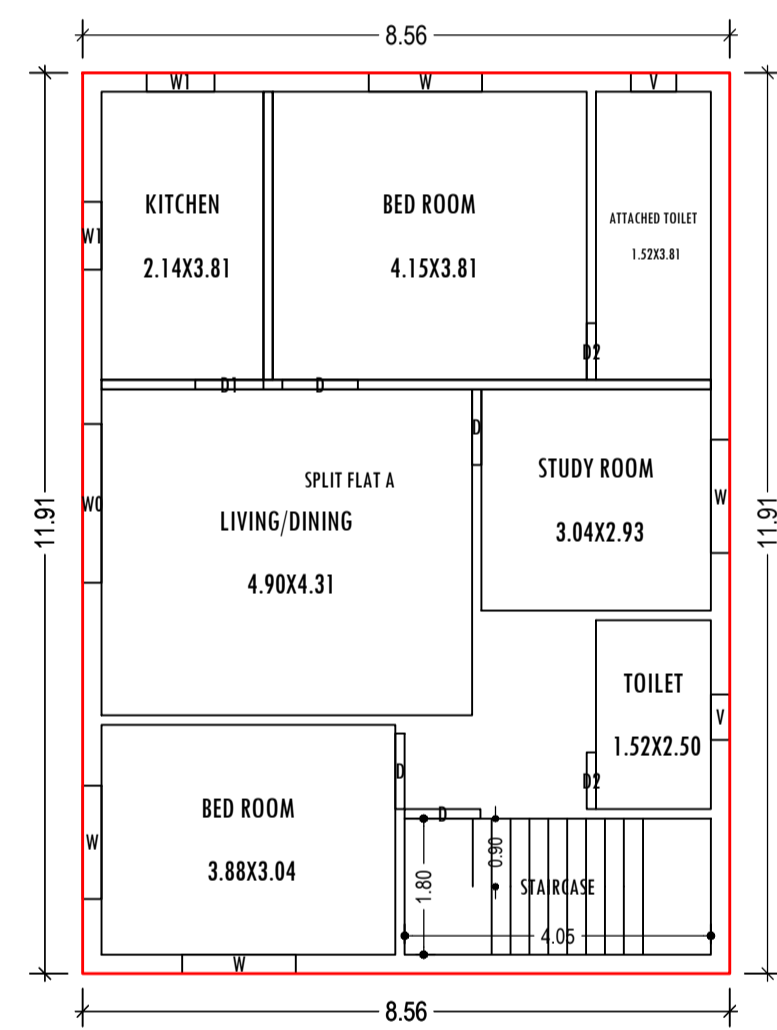 8.56
W1
W
V
KITCHEN
2.14X3.81
BED ROOM
4.15X3.81
ATTACHED TOILET
1.52X3.81
W1
D2
D1
D
D
SPLIT FLAT A
LIVING/DINING
4.90X4.31
STUDY ROOM
3.04X2.93
W
W0
11.91
11.91
TOILET
1.52X2.50
V
D
D2
BED ROOM
3.88X3.04
W
D
0.90
1.80
STAIRCASE
4.05
W
8.56